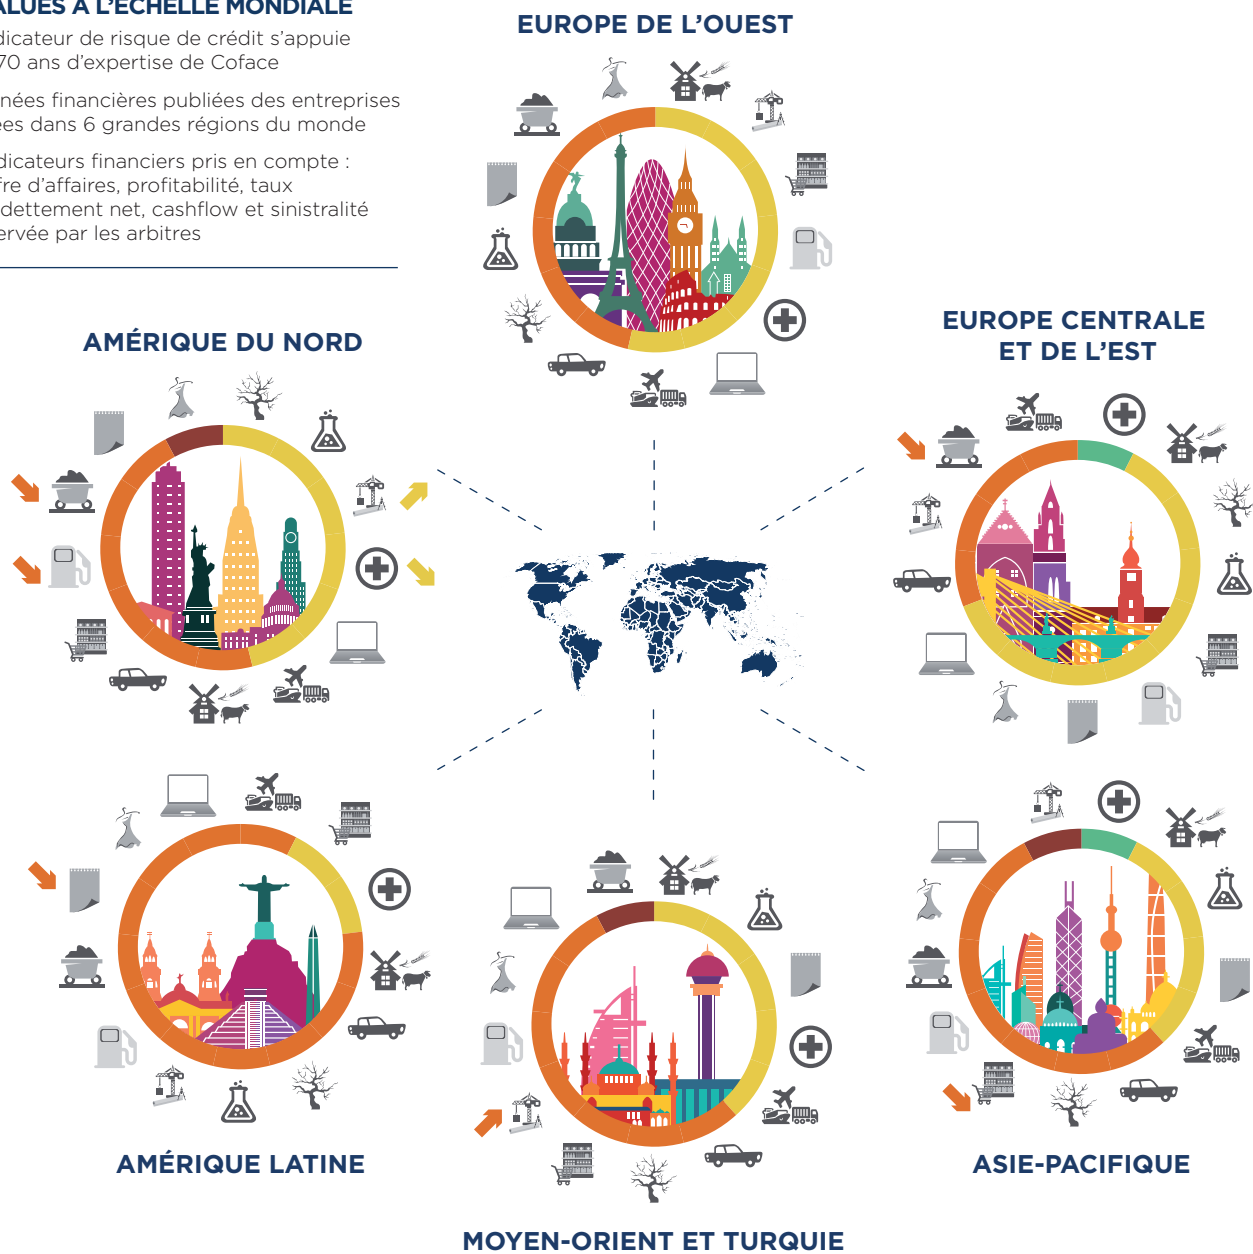 ALUÉS À L’ÉCHELLE MONDIALE
dicateur de risque de crédit s’appuie
70 ans d’expertise de Coface
nées financières publiées des entreprises
ées dans 6 grandes régions du monde
dicateurs financiers pris en compte :
fre d’affaires, profitabilité, taux
dettement net, cashflow et sinistralité
ervée par les arbitres
EUROPE DE L’OUEST
AMÉRIQUE DU NORD
EUROPE CENTRALE
ET DE L’EST
AMÉRIQUE LATINE
ASIE-PACIFIQUE
MOYEN-ORIENT ET TURQUIE